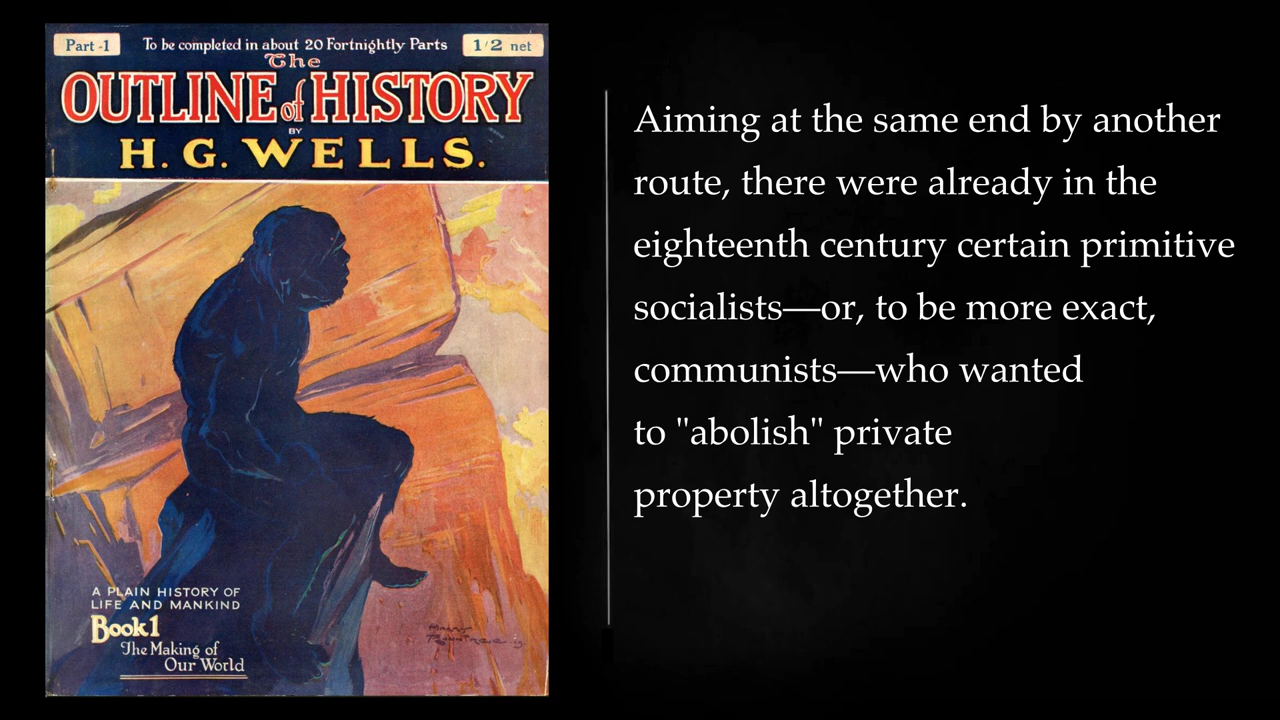 Part -1
To be completed in about 20 Fortnightly Parts
1/2 net
The
OUTLINE of HISTORY
BY
H. G. WELLS.
A PLAIN HISTORY OF
LIFE AND MANKIND
Book 1
The Making of
Our World
Aiming at the same end by another
route, there were already in the
eighteenth century certain primitive
socialists—or, to be more exact,
communists—who wanted
to "abolish" private
property altogether.